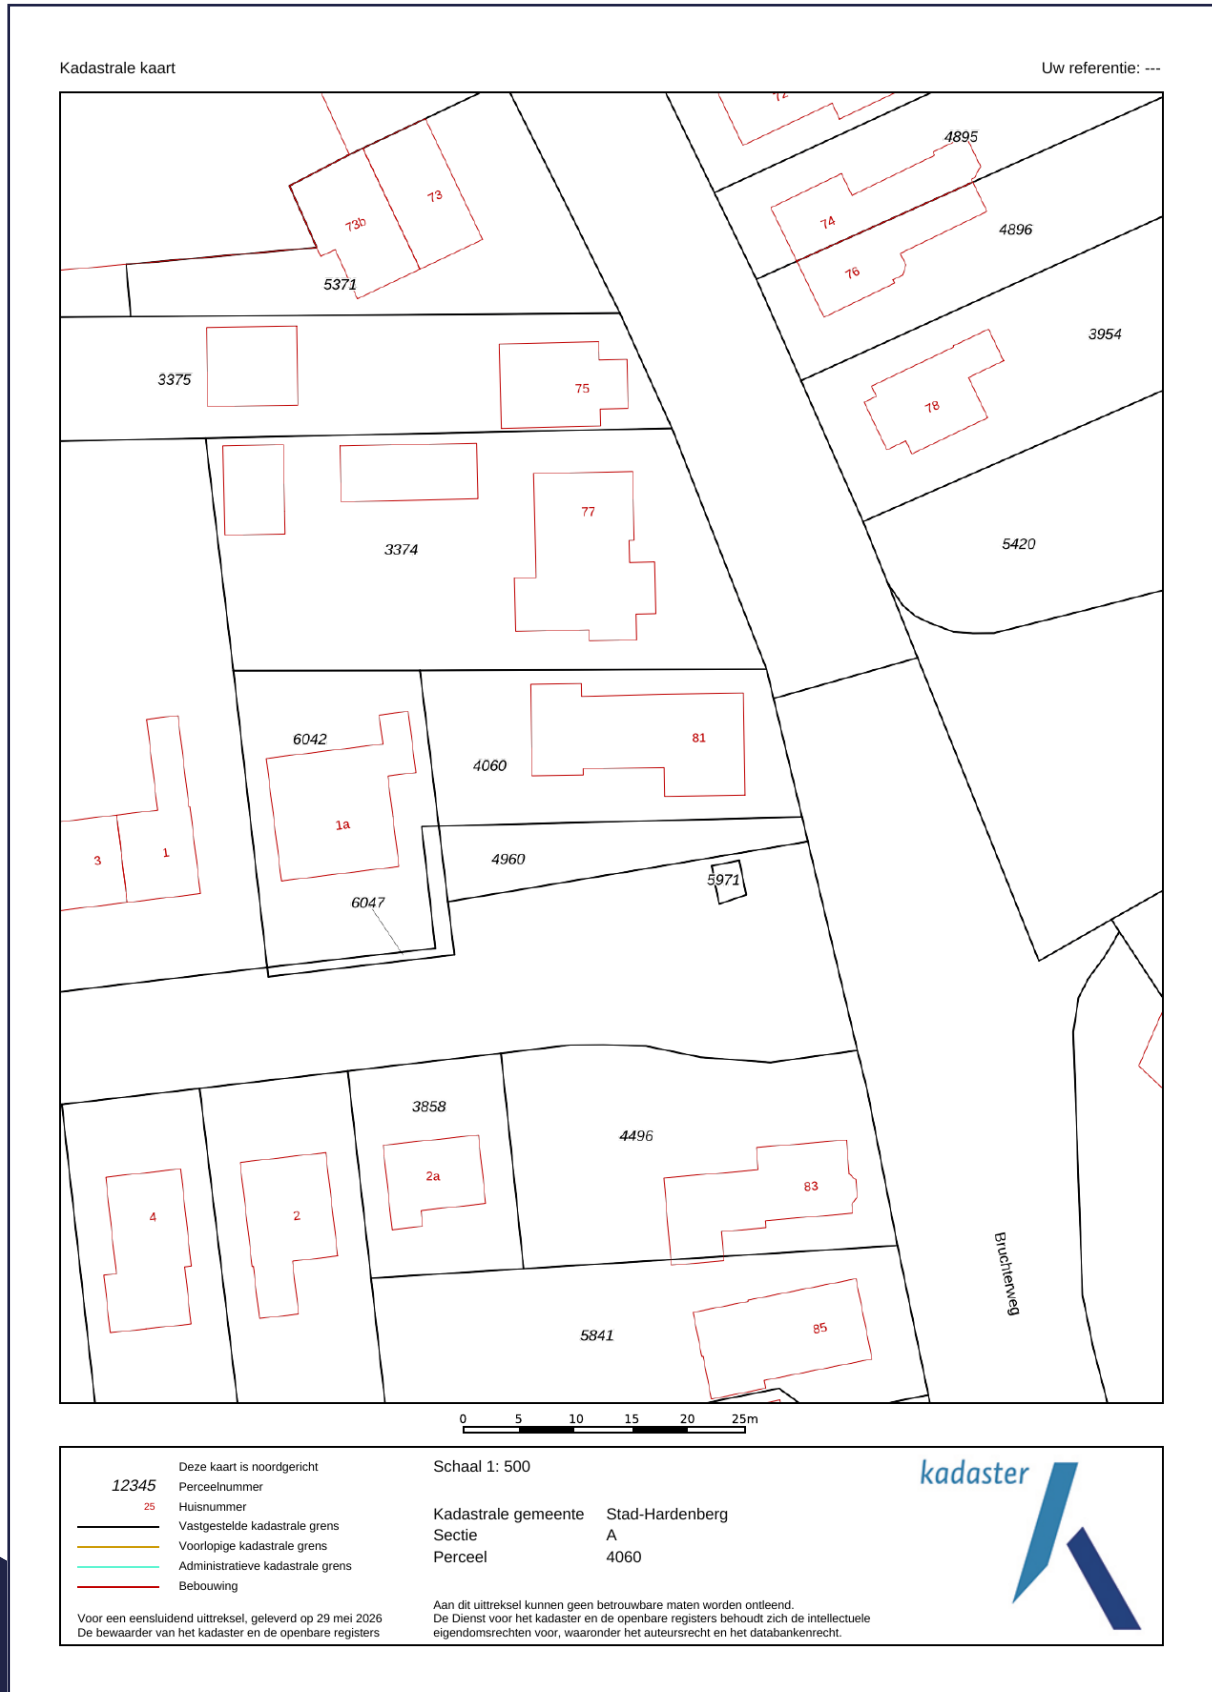 Kadastrale kaart
Uw referentie: ---
72
4895
73
74
73b
4896
76
5371
3954
3375
75
78
77
3374
5420
81
6042
4060
1a
3
1
4960
5971
6047
3858
4496
2a
83
4
2
Bruchterweg
5841
85
0 5 10 15 20 25m
Deze kaart is noordgericht
12345 Perceelnummer
25 Huisnummer
Vastgestelde kadastrale grens
Voorlopige kadastrale grens
Administratieve kadastrale grens
Bebouwing
Voor een eensluidend uittreksel, geleverd op 29 mei 2026
De bewaarder van het kadaster en de openbare registers
Schaal 1: 500
Kadastrale gemeente Stad-Hardenberg
Sectie A
Perceel 4060
Aan dit uittreksel kunnen geen betrouwbare maten worden ontleend.
De Dienst voor het kadaster en de openbare registers behoudt zich de intellectuele
eigendomsrechten voor, waaronder het auteursrecht en het databankenrecht.
kadaster